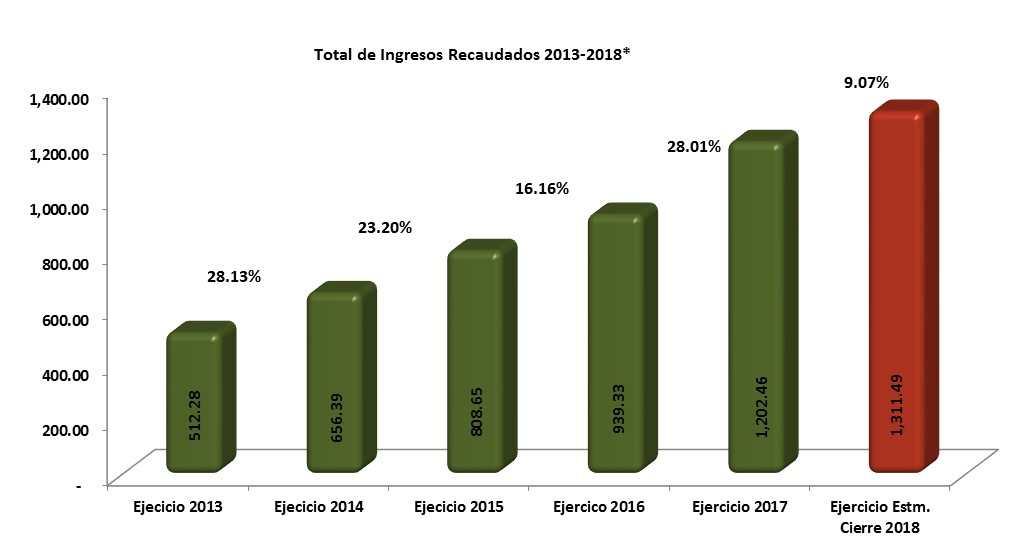 Total de Ingresos Recaudados 2013-2018*
1,400.00
1,200.00
1,000.00
800.00
600.00
400.00
200.00
-
28.13%
23.20%
16.16%
28.01%
9.07%
512.28
656.39
808.65
939.33
1,202.46
1,311.49
Ejecicio 2013
Ejecicio 2014
Ejecicio 2015
Ejercico 2016
Ejercicio 2017
Ejercicio Estm.
Cierre 2018